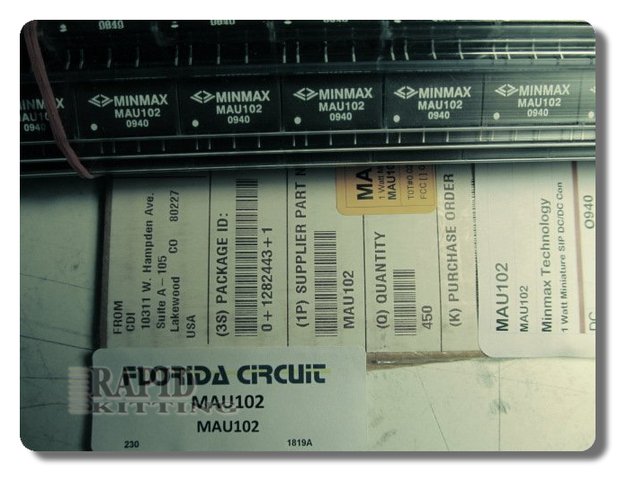 0940
MINMAX
MAU102
0940
MINMAX
MAU102
0940
MINMAX
MAU102
0940
MINMAX
MAU102
0940
MINMAX
MAU102
0940
FROM
CDI
10311 W. Hampden Ave.
Suite A - 105
Lakewood CO 80227
USA
(3S) PACKAGE ID:
0+1282443+1
(1P) SUPPLIER PART
MAU102
(Q) QUANTITY
450
(K) PURCHASE ORDER
MAU102
MAU102
Minmax Technology
1 Watt Miniature SIP DC/DC Con
0940
DC
FLORIDA CIRCUIT
MAU102
MAU102
230
1819A
RAPID
KITTING